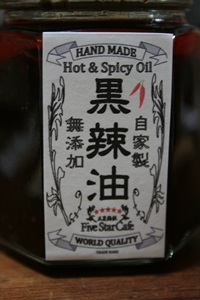 HAND MADE
Hot & Spicy Oil
黒辣油
自家製
無添加
Five Star Cafe
WORLD QUALITY